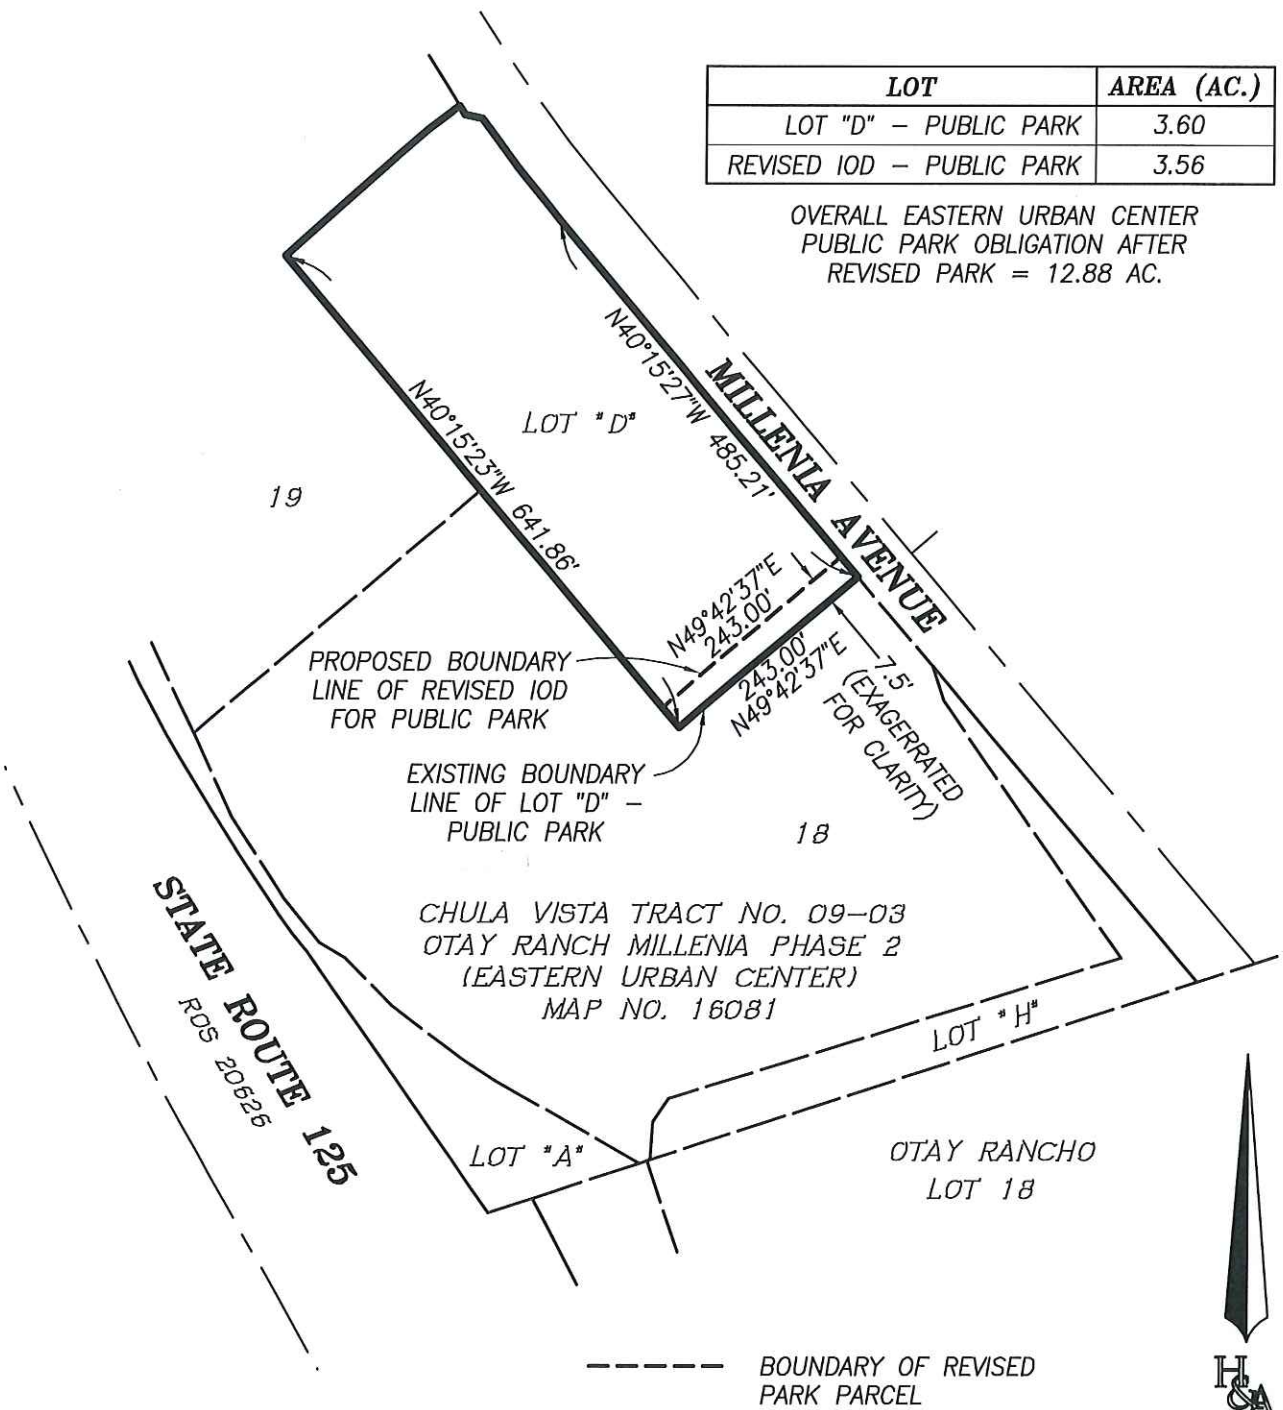 LOT AREA (AC.)
LOT "D" – PUBLIC PARK 3.60
REVISED IOD – PUBLIC PARK 3.56
OVERALL EASTERN URBAN CENTER
PUBLIC PARK OBLIGATION AFTER
REVISED PARK = 12.88 AC.
N40°15'27"W 485.21'
MILLENIA AVENUE
LOT "D"
N40°15'23"W 641.86'
19
N49°42'37"E
243.00'
243.00'
N49°42'37"E
7.5'
(EXAGERRATED
FOR CLARITY)
PROPOSED BOUNDARY
LINE OF REVISED IOD
FOR PUBLIC PARK
EXISTING BOUNDARY
LINE OF LOT "D" –
PUBLIC PARK
18
CHULA VISTA TRACT NO. 09–03
OTAY RANCH MILLENIA PHASE 2
(EASTERN URBAN CENTER)
MAP NO. 16081
STATE ROUTE 125
ROS 20626
LOT "H"
LOT "A"
OTAY RANCHO
LOT 18
BOUNDARY OF REVISED
PARK PARCEL
H&A